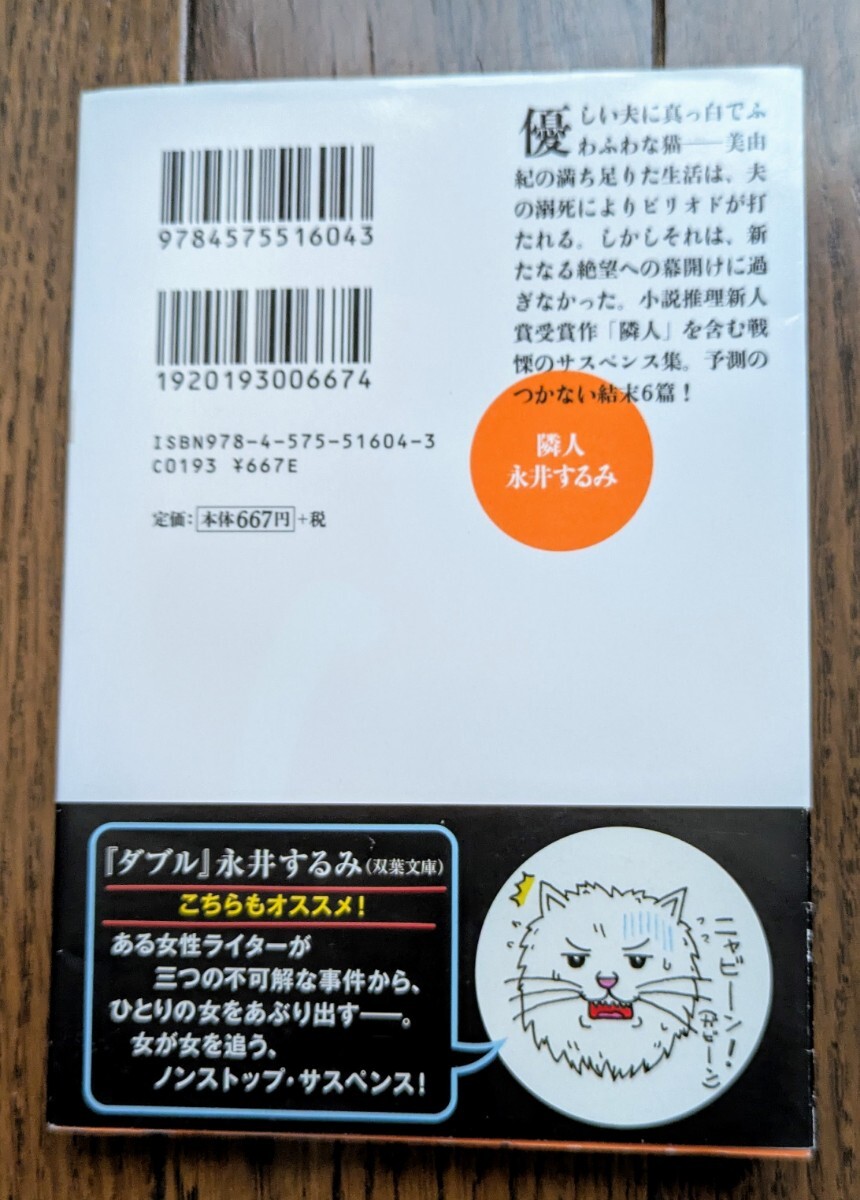 優しい夫に真っ白でふ
わふわな猫――美由
紀の満ち足りた生活は、夫
の溺死によりピリオドが打
たれる。しかしそれは、新
たなる絶望への幕開けに過
ぎなかった。小説推理新人
賞受賞作「隣人」を含む戦
慄のサスペンス集。予測の
つかない結末6篇！
9784575516043
1920193006674
ISBN978-4-575-51604-3
C0193 ¥667E
定価：本体667円+税
隣人
永井するみ
『ダブル』永井するみ（双葉文庫）
こちらもオススメ！
ある女性ライターが
三つの不可解な事件から、
ひとりの女をあぶり出す――。
女が女を追う、
ノンストップ・サスペンス！
ニャビーン！
（ガビーン）